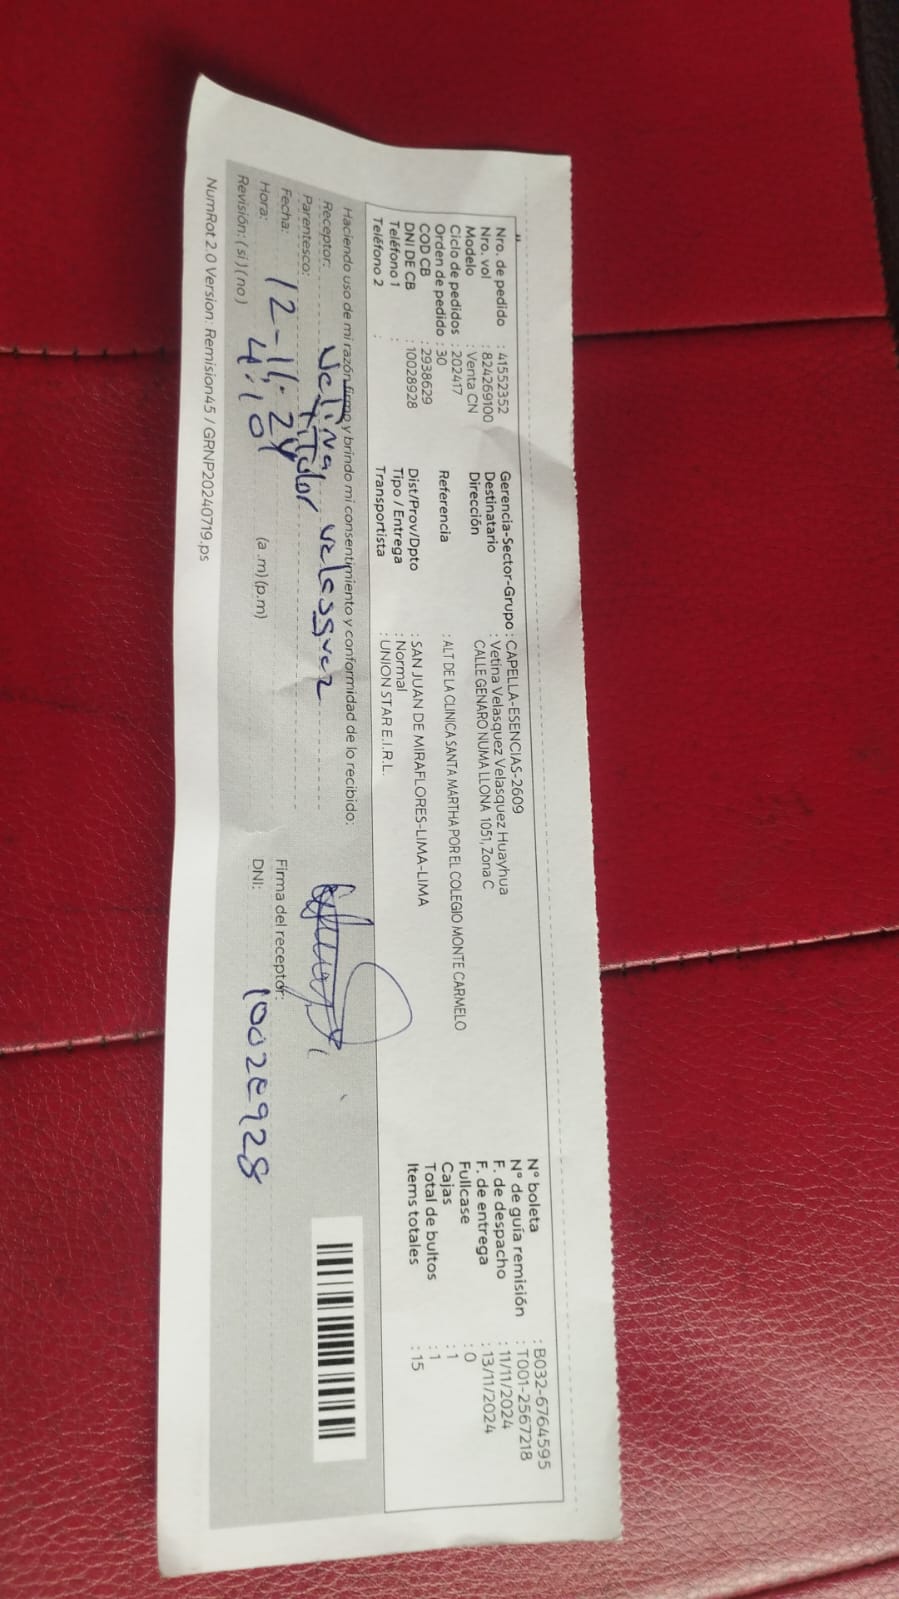 Nro. de pedido : 41552352
Nro. vol : 824269100
Modelo : Venta CN
Ciclo de pedidos : 202417
Orden de pedido : 30
COD CB : 2938629
DNI DE CB : 10028928
Teléfono 1 :
Teléfono 2 :
Gerencia-Sector-Grupo : CAPELLA-ESENCIAS-2609
Destinatario : Vetina Velasquez Velasquez Huayhua
Dirección : CALLE GENARO NUMA LLONA 1051, Zona C
Referencia : ALT DE LA CLINICA SANTA MARTHA POR EL COLEGIO MONTE CARMELO
Dist/Prov/Dpto : SAN JUAN DE MIRAFLORES-LIMA-LIMA
Tipo / Entrega : Normal
Transportista : UNION STAR E.I.R.L.
N° boleta : B032-6764595
N° de guía remisión : T001-2567218
F. de despacho : 11/11/2024
F. de entrega : 13/11/2024
Fullcase : 0
Cajas : 1
Total de bultos : 1
Items totales : 15
Haciendo uso de mi razón firmo y brindo mi consentimiento y conformidad de lo recibido:
Receptor: Velasquez
Parentesco: Titular
Fecha: 12-11-24
Hora: 4:10 (a .m) (p.m)
Revisión: ( si ) ( no )
Firma del receptor:
DNI: 10028928
NumRot 2.0 Version: Remision45 / GRNP20240719.ps